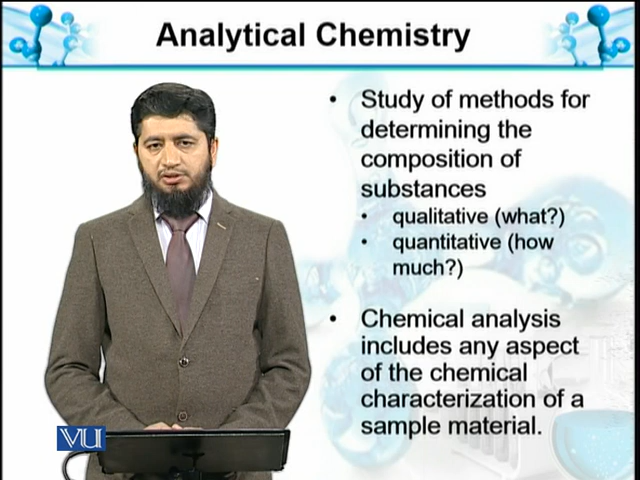 Analytical Chemistry
• Study of methods for
determining the
composition of
substances
• qualitative (what?)
• quantitative (how
much?)
• Chemical analysis
includes any aspect
of the chemical
characterization of a
sample material.
VU